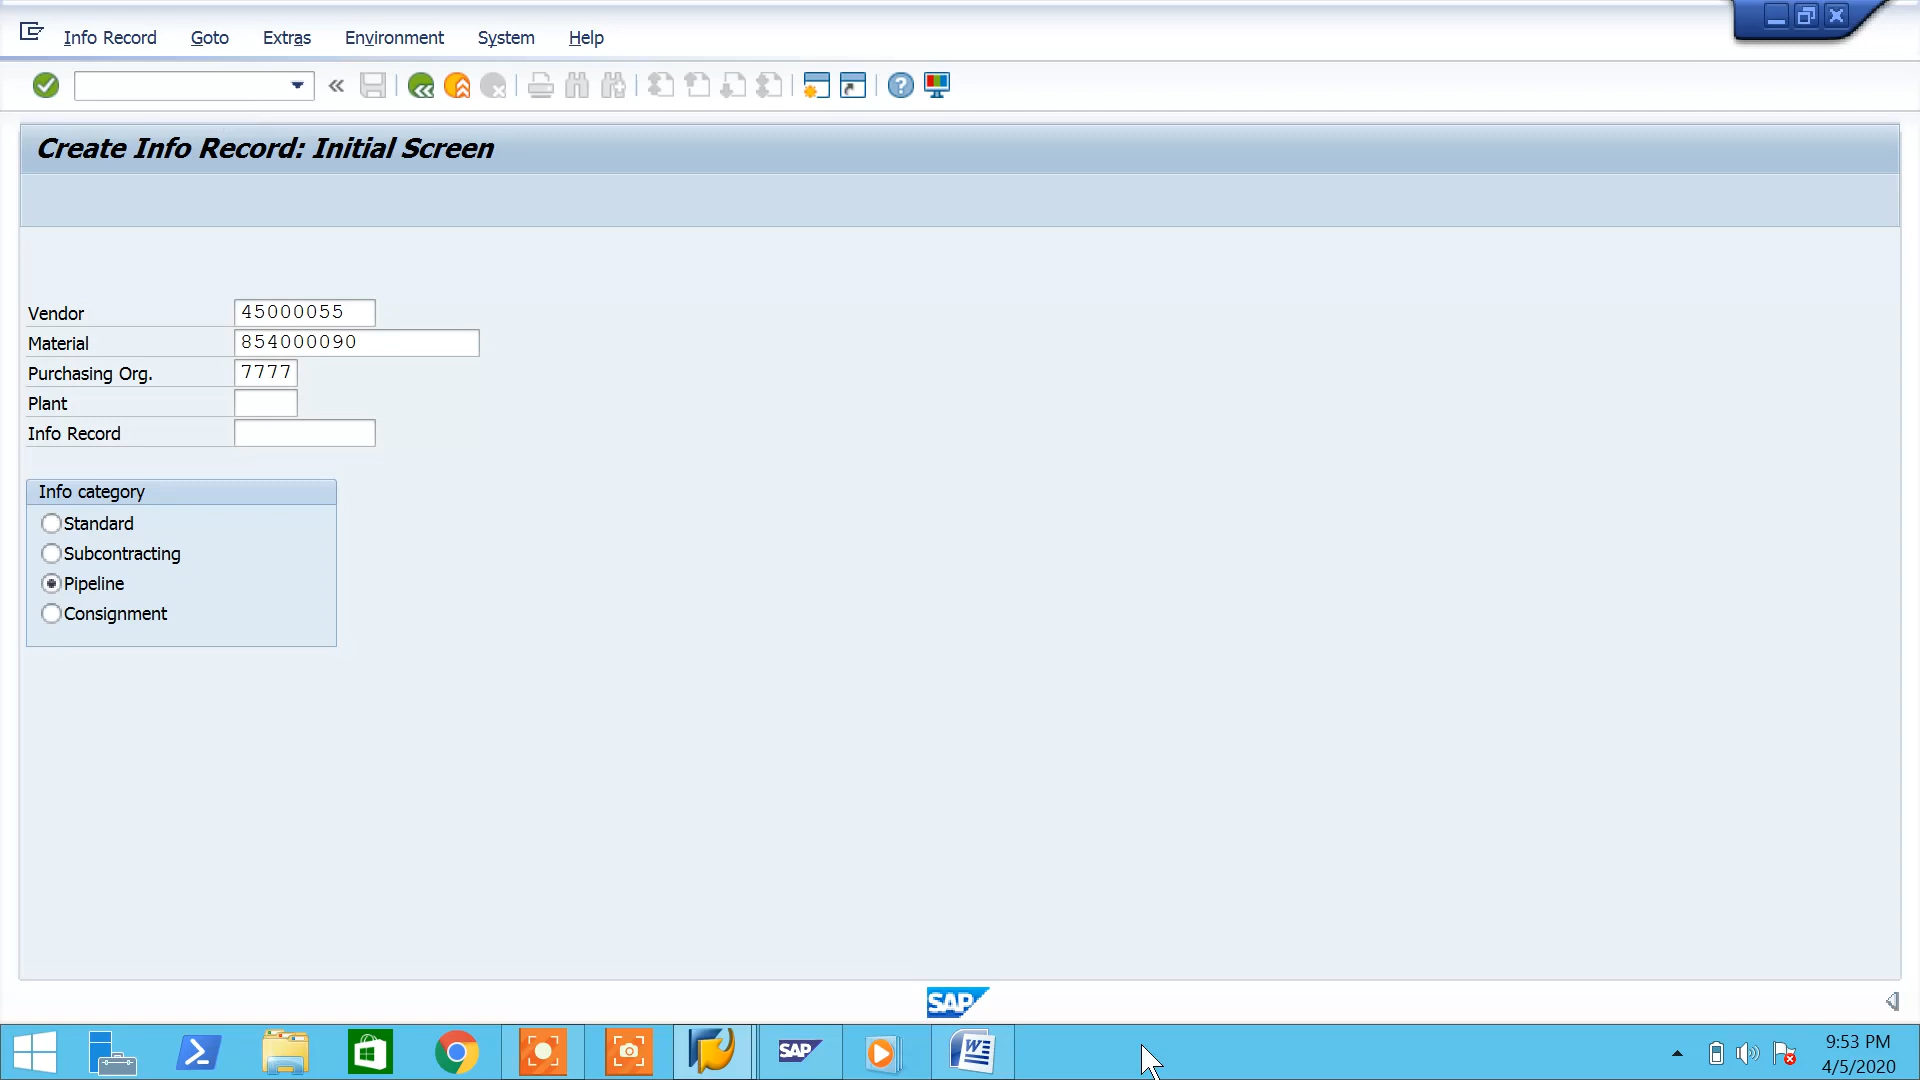 Info Record Goto Extras Environment System Help
Create Info Record: Initial Screen
Vendor 45000055
Material 854000090
Purchasing Org. 7777
Plant
Info Record
Info category
Standard
Subcontracting
Pipeline
Consignment
SAP
SAP
9:53 PM
4/5/2020